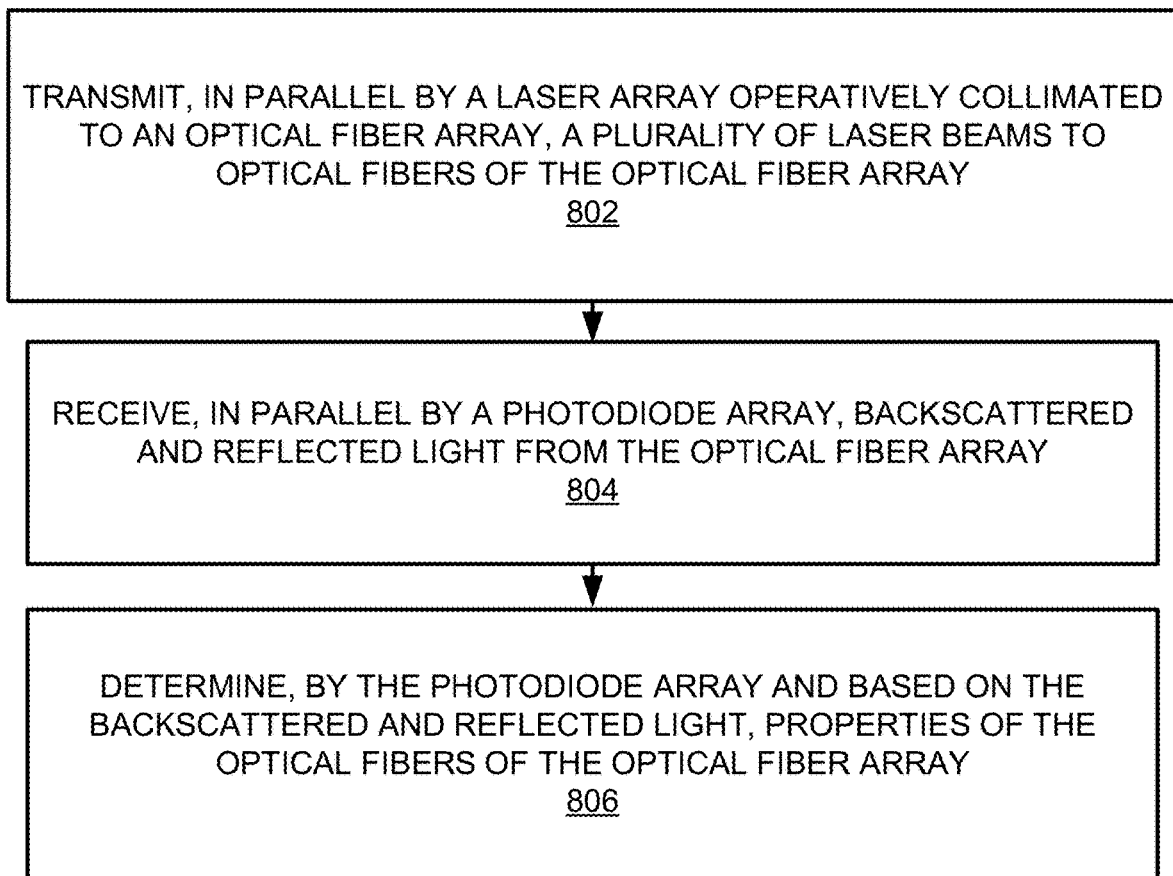 TRANSMIT, IN PARALLEL BY A LASER ARRAY OPERATIVELY COLLIMATED
TO AN OPTICAL FIBER ARRAY, A PLURALITY OF LASER BEAMS TO
OPTICAL FIBERS OF THE OPTICAL FIBER ARRAY
802
RECEIVE, IN PARALLEL BY A PHOTODIODE ARRAY, BACKSCATTERED
AND REFLECTED LIGHT FROM THE OPTICAL FIBER ARRAY
804
DETERMINE, BY THE PHOTODIODE ARRAY AND BASED ON THE
BACKSCATTERED AND REFLECTED LIGHT, PROPERTIES OF THE
OPTICAL FIBERS OF THE OPTICAL FIBER ARRAY
806